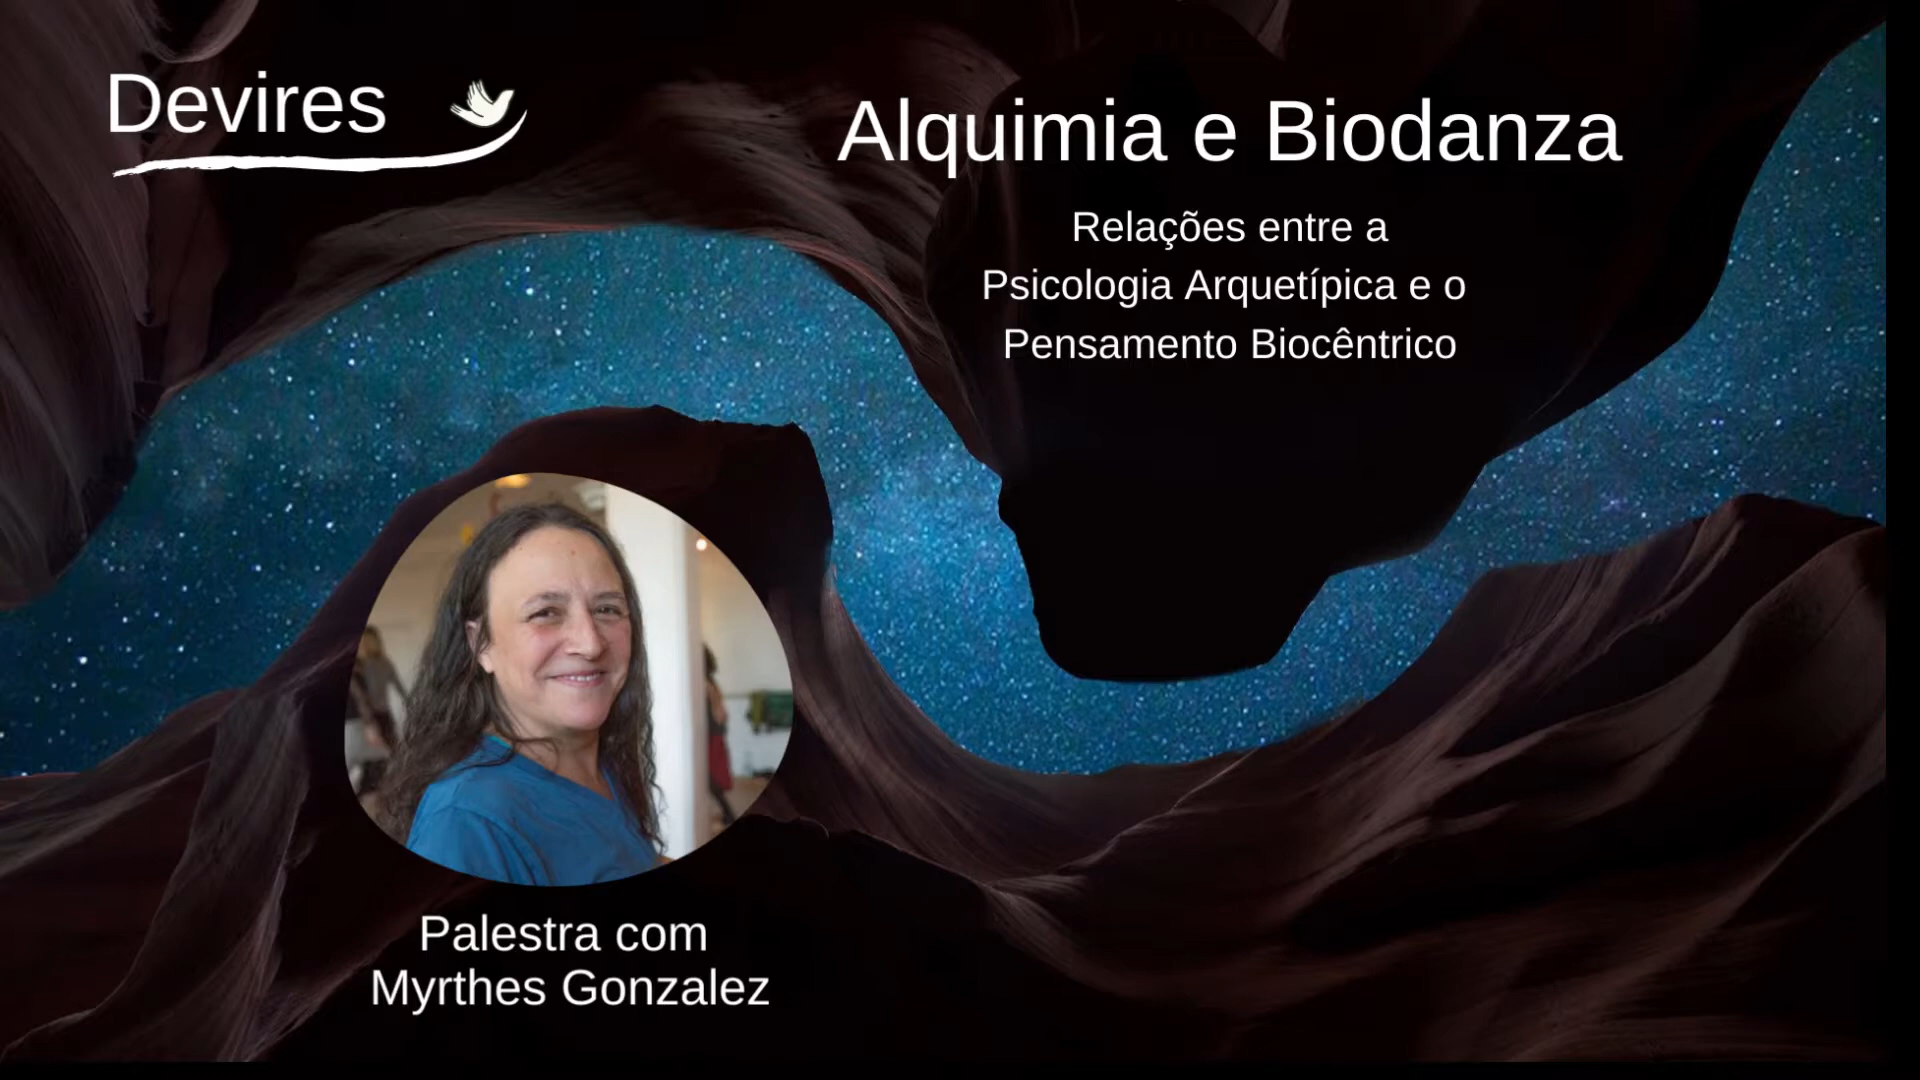 Devires
Alquimia e Biodanza
Relações entre a
Psicologia Arquetípica e o
Pensamento Biocêntrico
Palestra com
Myrthes Gonzalez